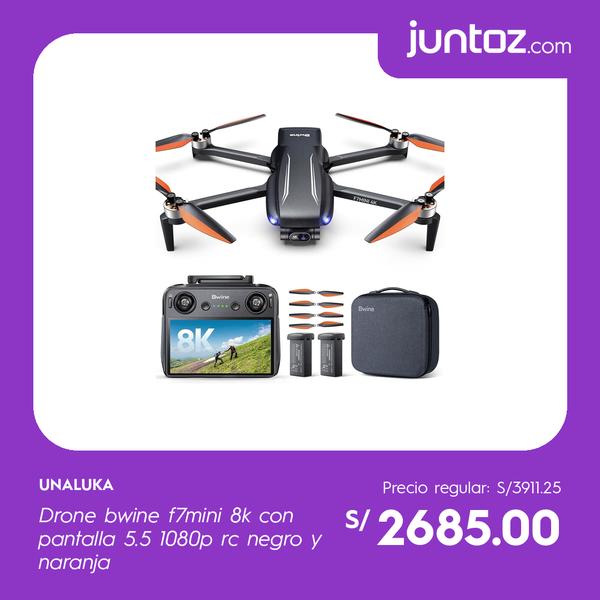 juntoz.com
Bwine
F7MINI 4K
Bwine
8K
Bwine
UNALUKA
Drone bwine f7mini 8k con
pantalla 5.5 1080p rc negro y
naranja
Precio regular: S/3911.25
S/ 2685.00